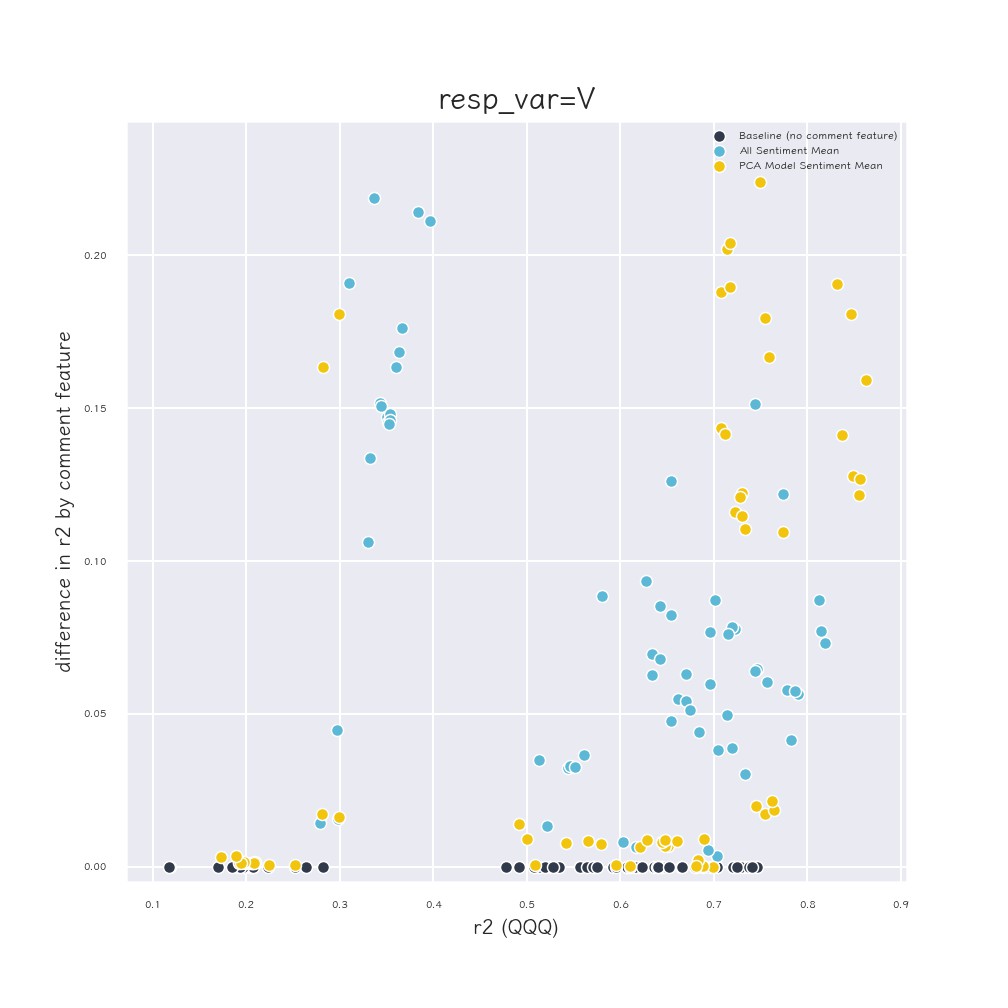 resp_var=V
Baseline (no comment feature)
All Sentiment Mean
PCA Model Sentiment Mean
difference in r2 by comment feature
0.20
0.15
0.10
0.05
0.00
0.1 0.2 0.3 0.4 0.5 0.6 0.7 0.8 0.9
r2 (QQQ)